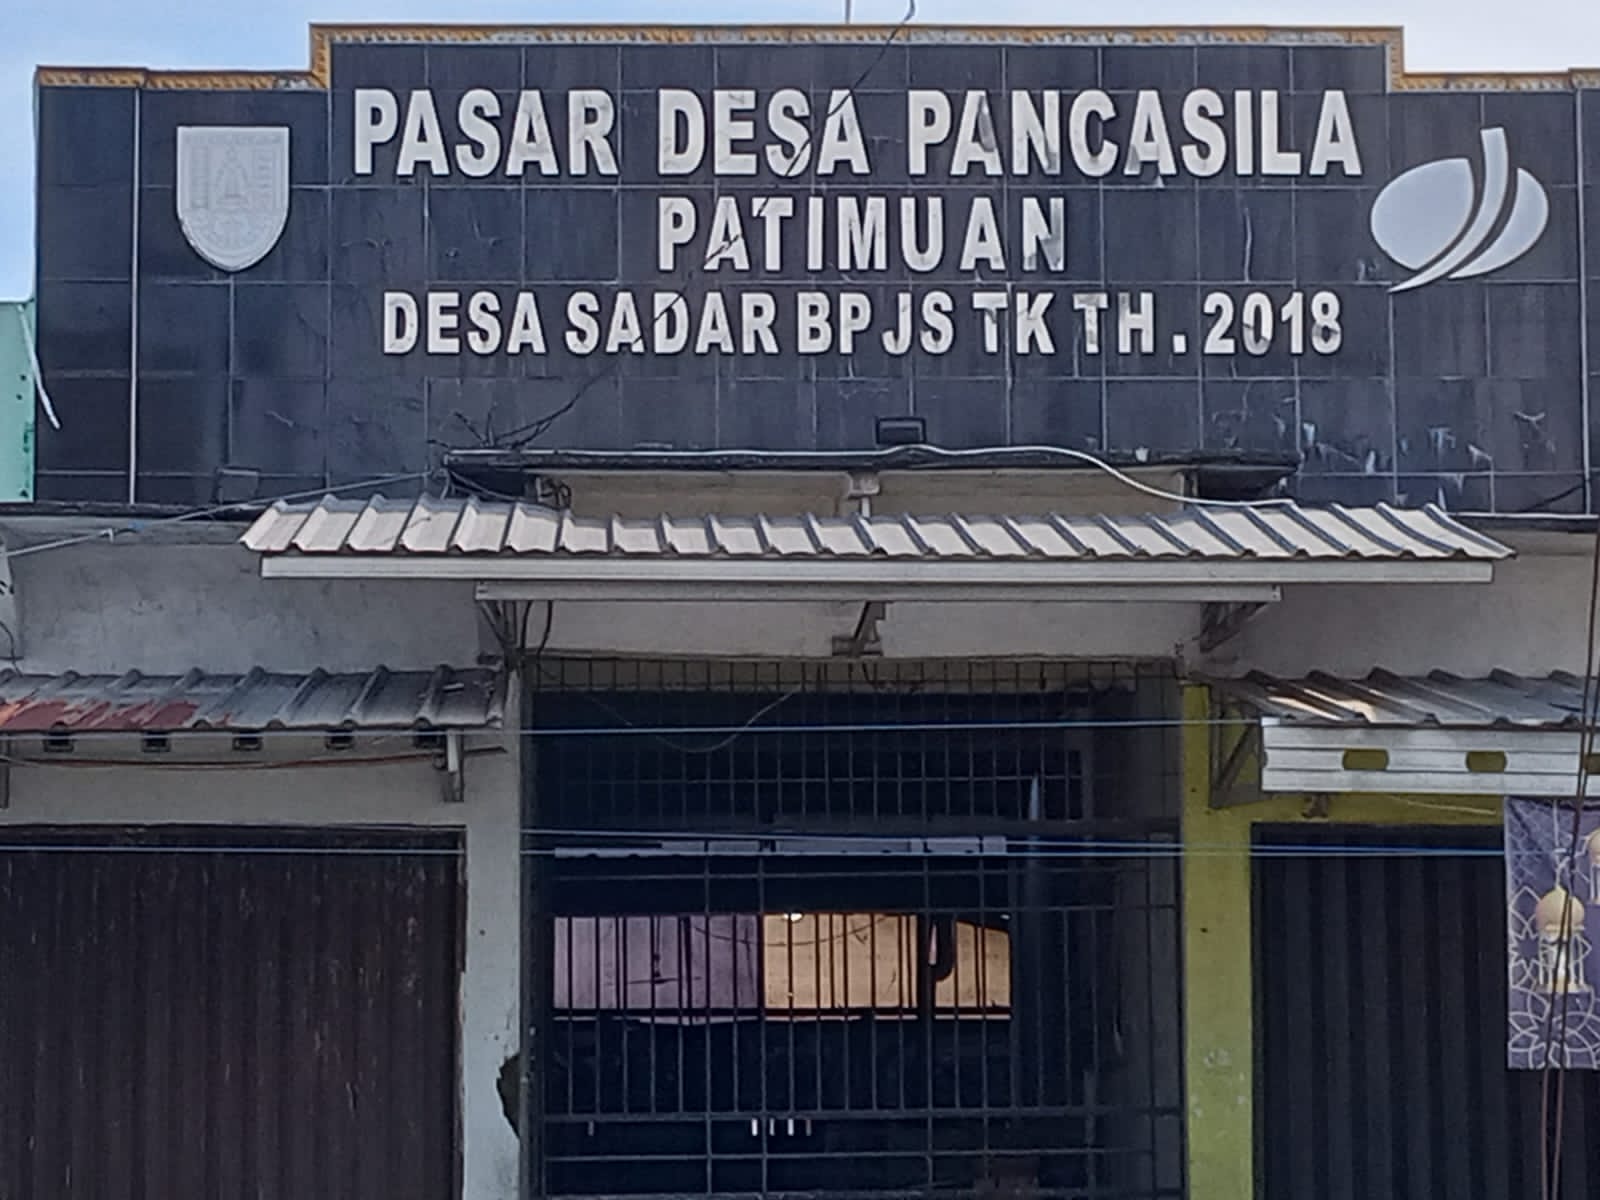 PASAR DESA PANCASILA
PATIMUAN
DESA SADAR BPJS TK TH. 2018